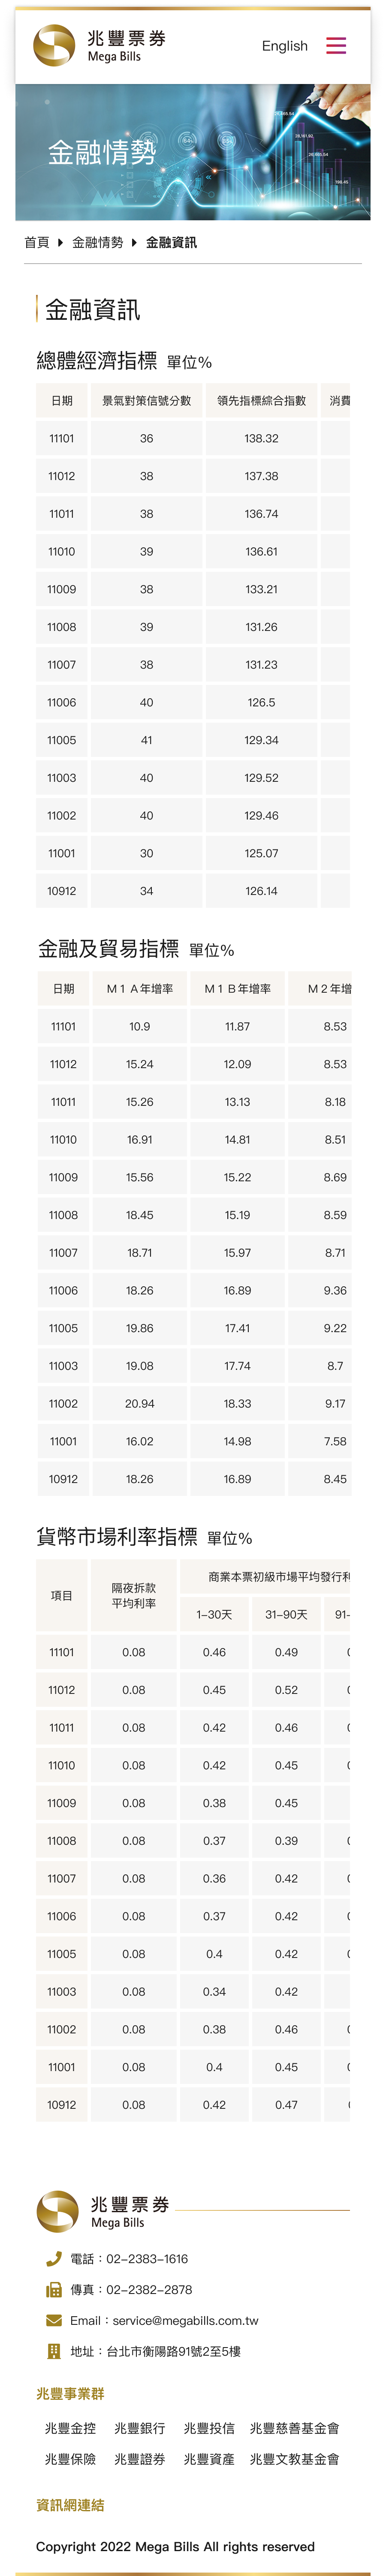 兆豐票券
Mega Bills
English
金融情勢
首頁 金融情勢 金融資訊
金融資訊
總體經濟指標 單位%
日期 景氣對策信號分數 領先指標綜合指數 消費
11101 36 138.32
11012 38 137.38
11011 38 136.74
11010 39 136.61
11009 38 133.21
11008 39 131.26
11007 38 131.23
11006 40 126.5
11005 41 129.34
11003 40 129.52
11002 40 129.46
11001 30 125.07
10912 34 126.14
金融及貿易指標 單位%
日期 M1A年增率 M1B年增率 M2年增
11101 10.9 11.87 8.53
11012 15.24 12.09 8.53
11011 15.26 13.13 8.18
11010 16.91 14.81 8.51
11009 15.56 15.22 8.69
11008 18.45 15.19 8.59
11007 18.71 15.97 8.71
11006 18.26 16.89 9.36
11005 19.86 17.41 9.22
11003 19.08 17.74 8.7
11002 20.94 18.33 9.17
11001 16.02 14.98 7.58
10912 18.26 16.89 8.45
貨幣市場利率指標 單位%
項目 隔夜拆款 商業本票初級市場平均發行利
平均利率
1-30天 31-90天 91-
11101 0.08 0.46 0.49
11012 0.08 0.45 0.52
11011 0.08 0.42 0.46
11010 0.08 0.42 0.45
11009 0.08 0.38 0.45
11008 0.08 0.37 0.39
11007 0.08 0.36 0.42
11006 0.08 0.37 0.42
11005 0.08 0.4 0.42
11003 0.08 0.34 0.42
11002 0.08 0.38 0.46
11001 0.08 0.4 0.45
10912 0.08 0.42 0.47
兆豐票券
Mega Bills
電話：02-2383-1616
傳真：02-2382-2878
Email：service@megabills.com.tw
地址：台北市衡陽路91號2至5樓
兆豐事業群
兆豐金控 兆豐銀行 兆豐投信 兆豐慈善基金會
兆豐保險 兆豐證券 兆豐資產 兆豐文教基金會
資訊網連結
Copyright 2022 Mega Bills All rights reserved